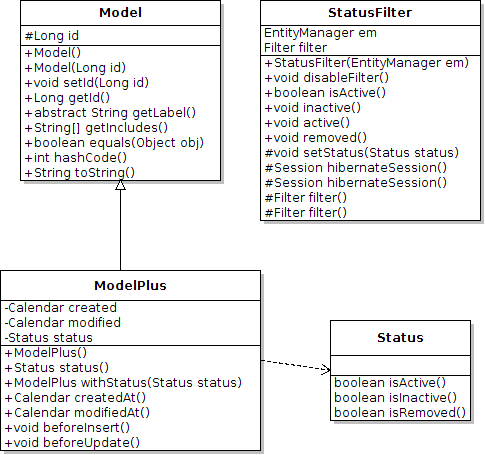 Model
#Long id
+Model()
+Model(Long id)
+void setId(Long id)
+Long getId()
+abstract String getLabel()
+String[] getIncludes()
+boolean equals(Object obj)
+int hashCode()
+String toString()
StatusFilter
EntityManager em
Filter filter
+StatusFilter(EntityManager em)
+void disableFilter()
+boolean isActive()
+void inactive()
+void active()
+void removed()
#void setStatus(Status status)
#Session hibernateSession()
#Session hibernateSession()
#Filter filter()
#Filter filter()
ModelPlus
-Calendar created
-Calendar modified
-Status status
+ModelPlus()
+Status status()
+ModelPlus withStatus(Status status)
+Calendar createdAt()
+Calendar modifiedAt()
+void beforeInsert()
+void beforeUpdate()
Status
boolean isActive()
boolean isInactive()
boolean isRemoved()